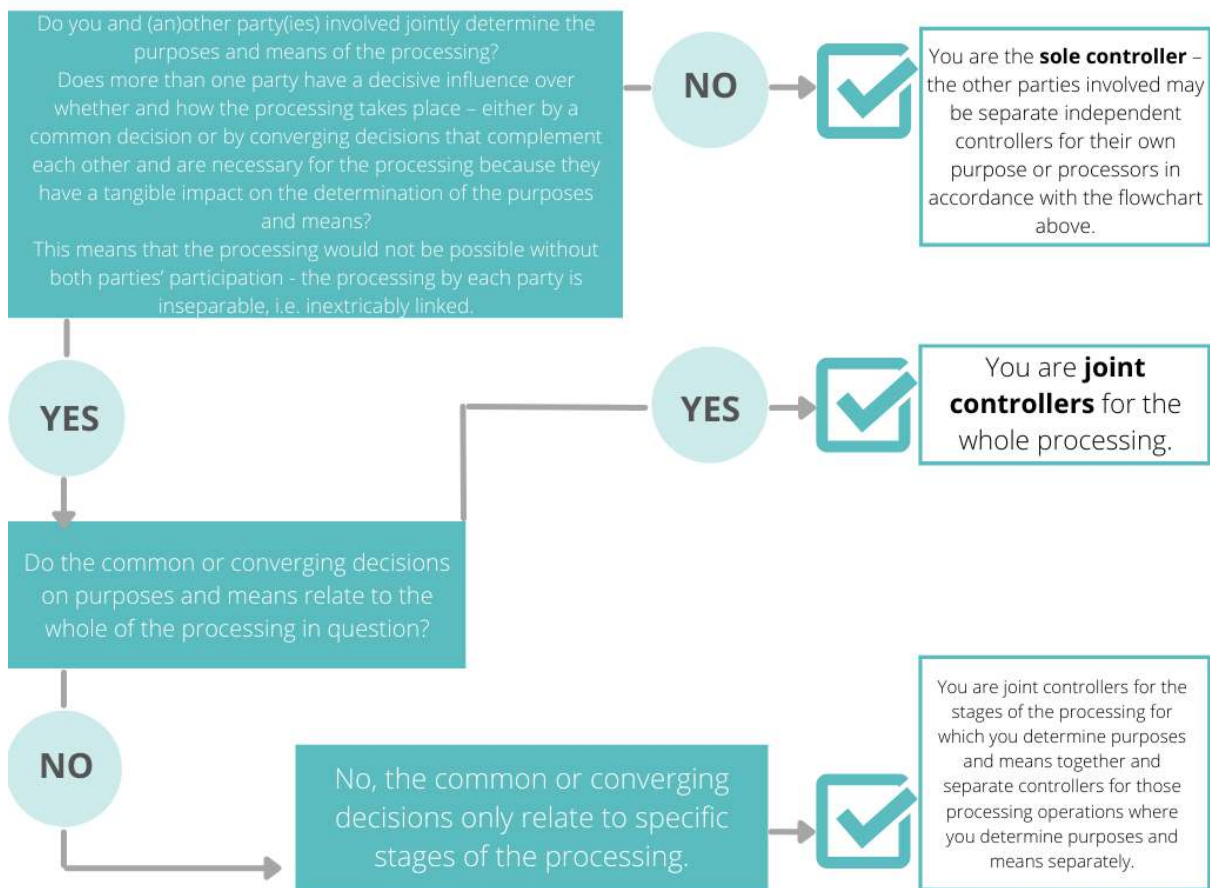 Do you and (an)other party(ies) involved jointly determine the
purposes and means of the processing?
Does more than one party have a decisive influence over
whether and how the processing takes place – either by a
common decision or by converging decisions that complement
each other and are necessary for the processing because they
have a tangible impact on the determination of the purposes
and means?
This means that the processing would not be possible without
both parties' participation - the processing by each party is
inseparable, i.e. inextricably linked.
NO
You are the sole controller –
the other parties involved may
be separate independent
controllers for their own
purpose or processors in
accordance with the flowchart
above.
YES
YES
You are joint
controllers for the
whole processing.
Do the common or converging decisions
on purposes and means relate to the
whole of the processing in question?
NO
No, the common or converging
decisions only relate to specific
stages of the processing.
You are joint controllers for the
stages of the processing for
which you determine purposes
and means together and
separate controllers for those
processing operations where
you determine purposes and
means separately.